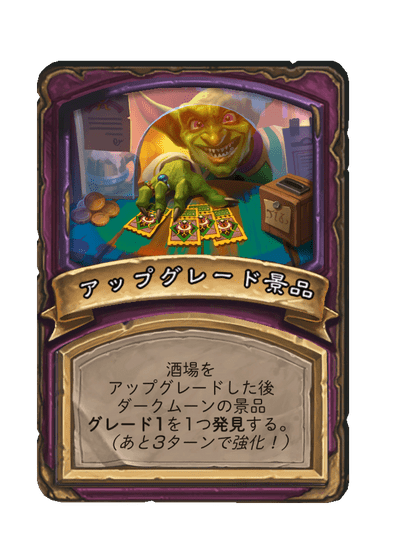 アップグレード景品
酒場を
アップグレードした後
ダークムーンの景品
グレード1を1つ発見する。
(あと3ターンで強化！)